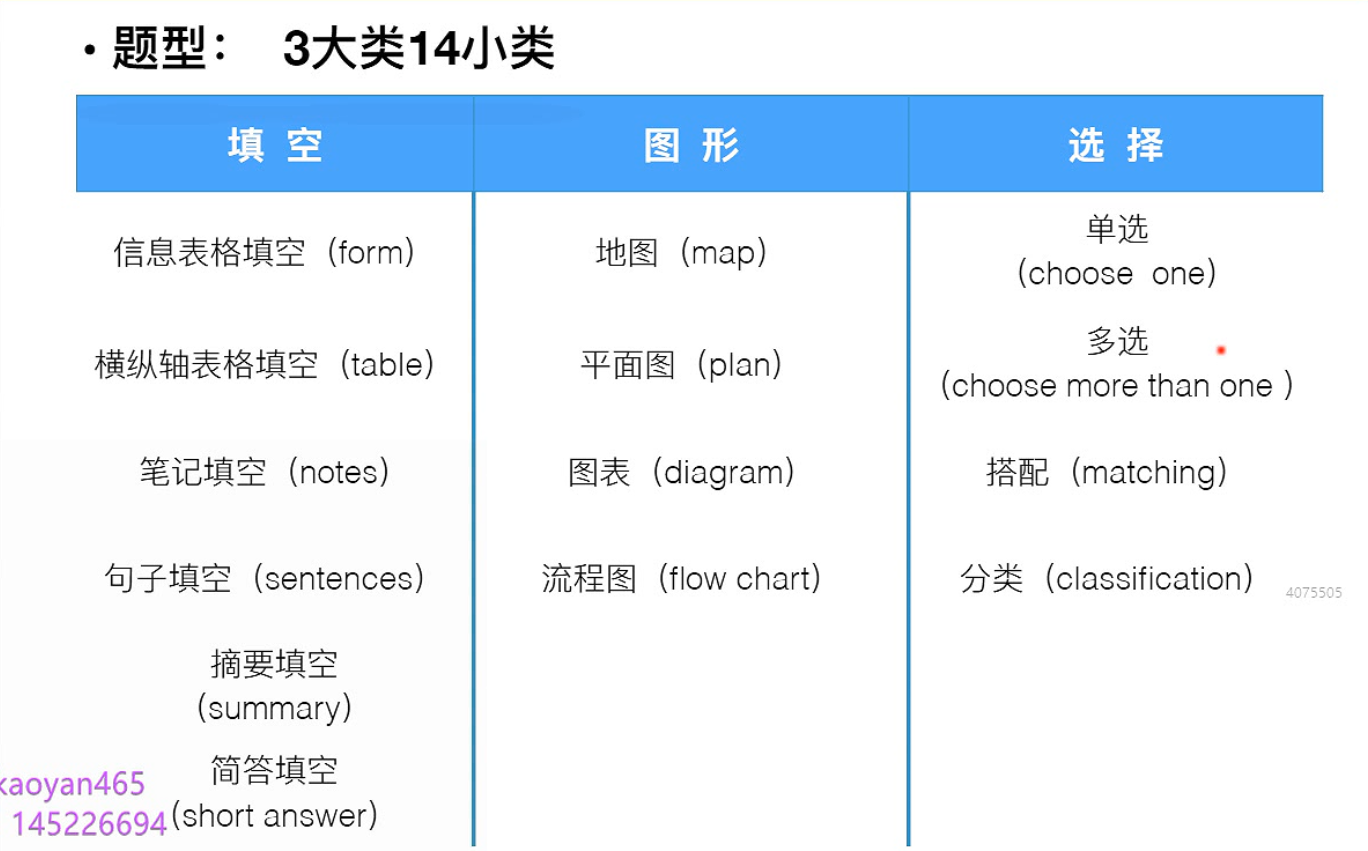 • 题型： 3大类14小类
填 空 图 形 选 择
信息表格填空（form） 地图（map） 单选
（choose one）
横纵轴表格填空（table） 平面图（plan） 多选
（choose more than one ）
笔记填空（notes） 图表（diagram） 搭配（matching）
句子填空（sentences） 流程图（flow chart） 分类（classification）
4075505
摘要填空
（summary）
简答填空
（short answer）
kaoyan465
145226694